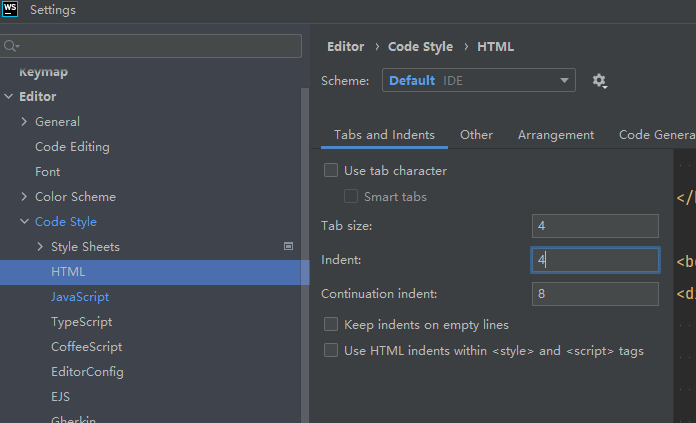 WS Settings
Keymap
Editor
General
Code Editing
Font
Color Scheme
Code Style
Style Sheets
HTML
JavaScript
TypeScript
CoffeeScript
EditorConfig
EJS
Gherkin
Editor › Code Style › HTML
Scheme: Default IDE
Tabs and Indents Other Arrangement Code Genera
Use tab character
Smart tabs
Tab size: 4
Indent: 4
Continuation indent: 8
Keep indents on empty lines
Use HTML indents within <style> and <script> tags
</
<b
<d